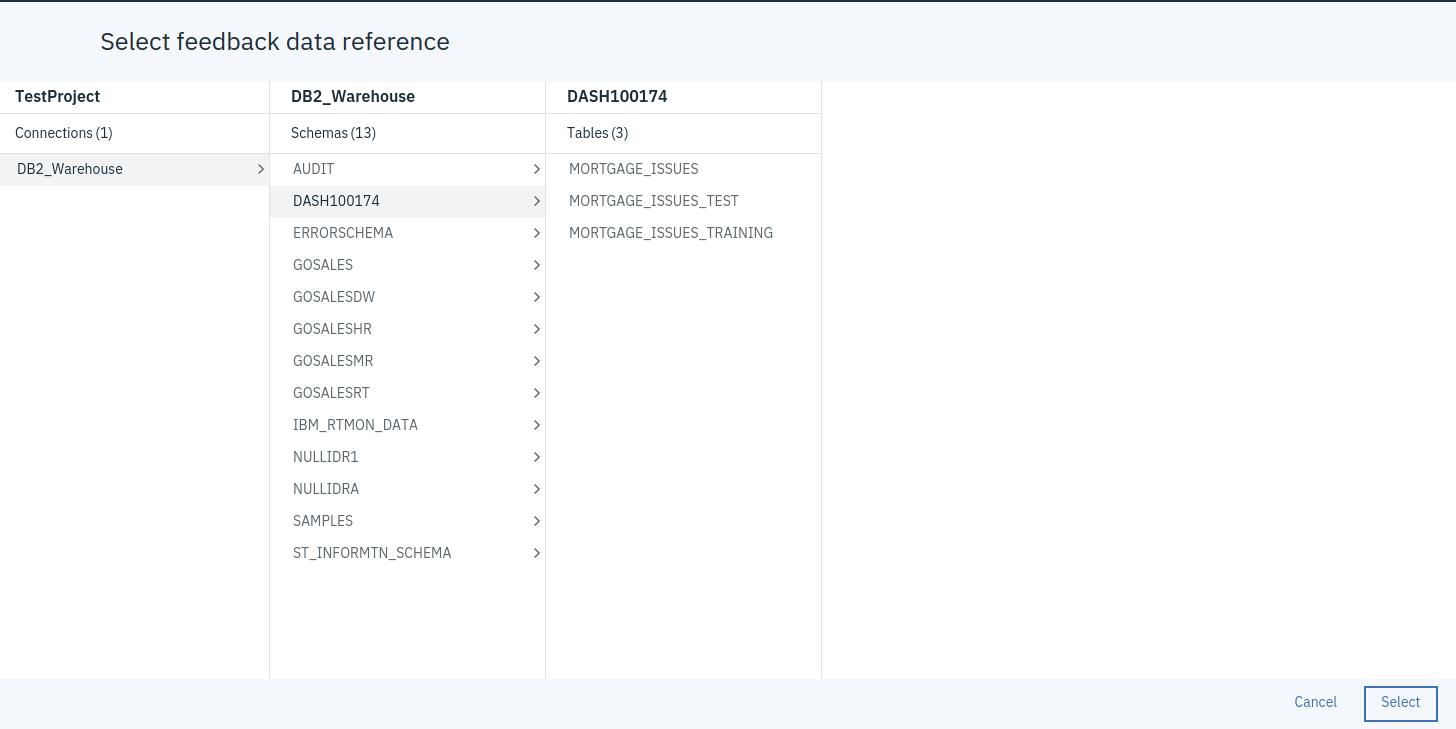 Select feedback data reference
TestProject
Connections (1)
DB2_Warehouse
DB2_Warehouse
Schemas (13)
AUDIT
DASH100174
ERRORSCHEMA
GOSALES
GOSALESDW
GOSALESHR
GOSALESMR
GOSALESRT
IBM_RTMON_DATA
NULLIDR1
NULLIDRA
SAMPLES
ST_INFORMTN_SCHEMA
DASH100174
Tables (3)
MORTGAGE_ISSUES
MORTGAGE_ISSUES_TEST
MORTGAGE_ISSUES_TRAINING
Cancel
Select